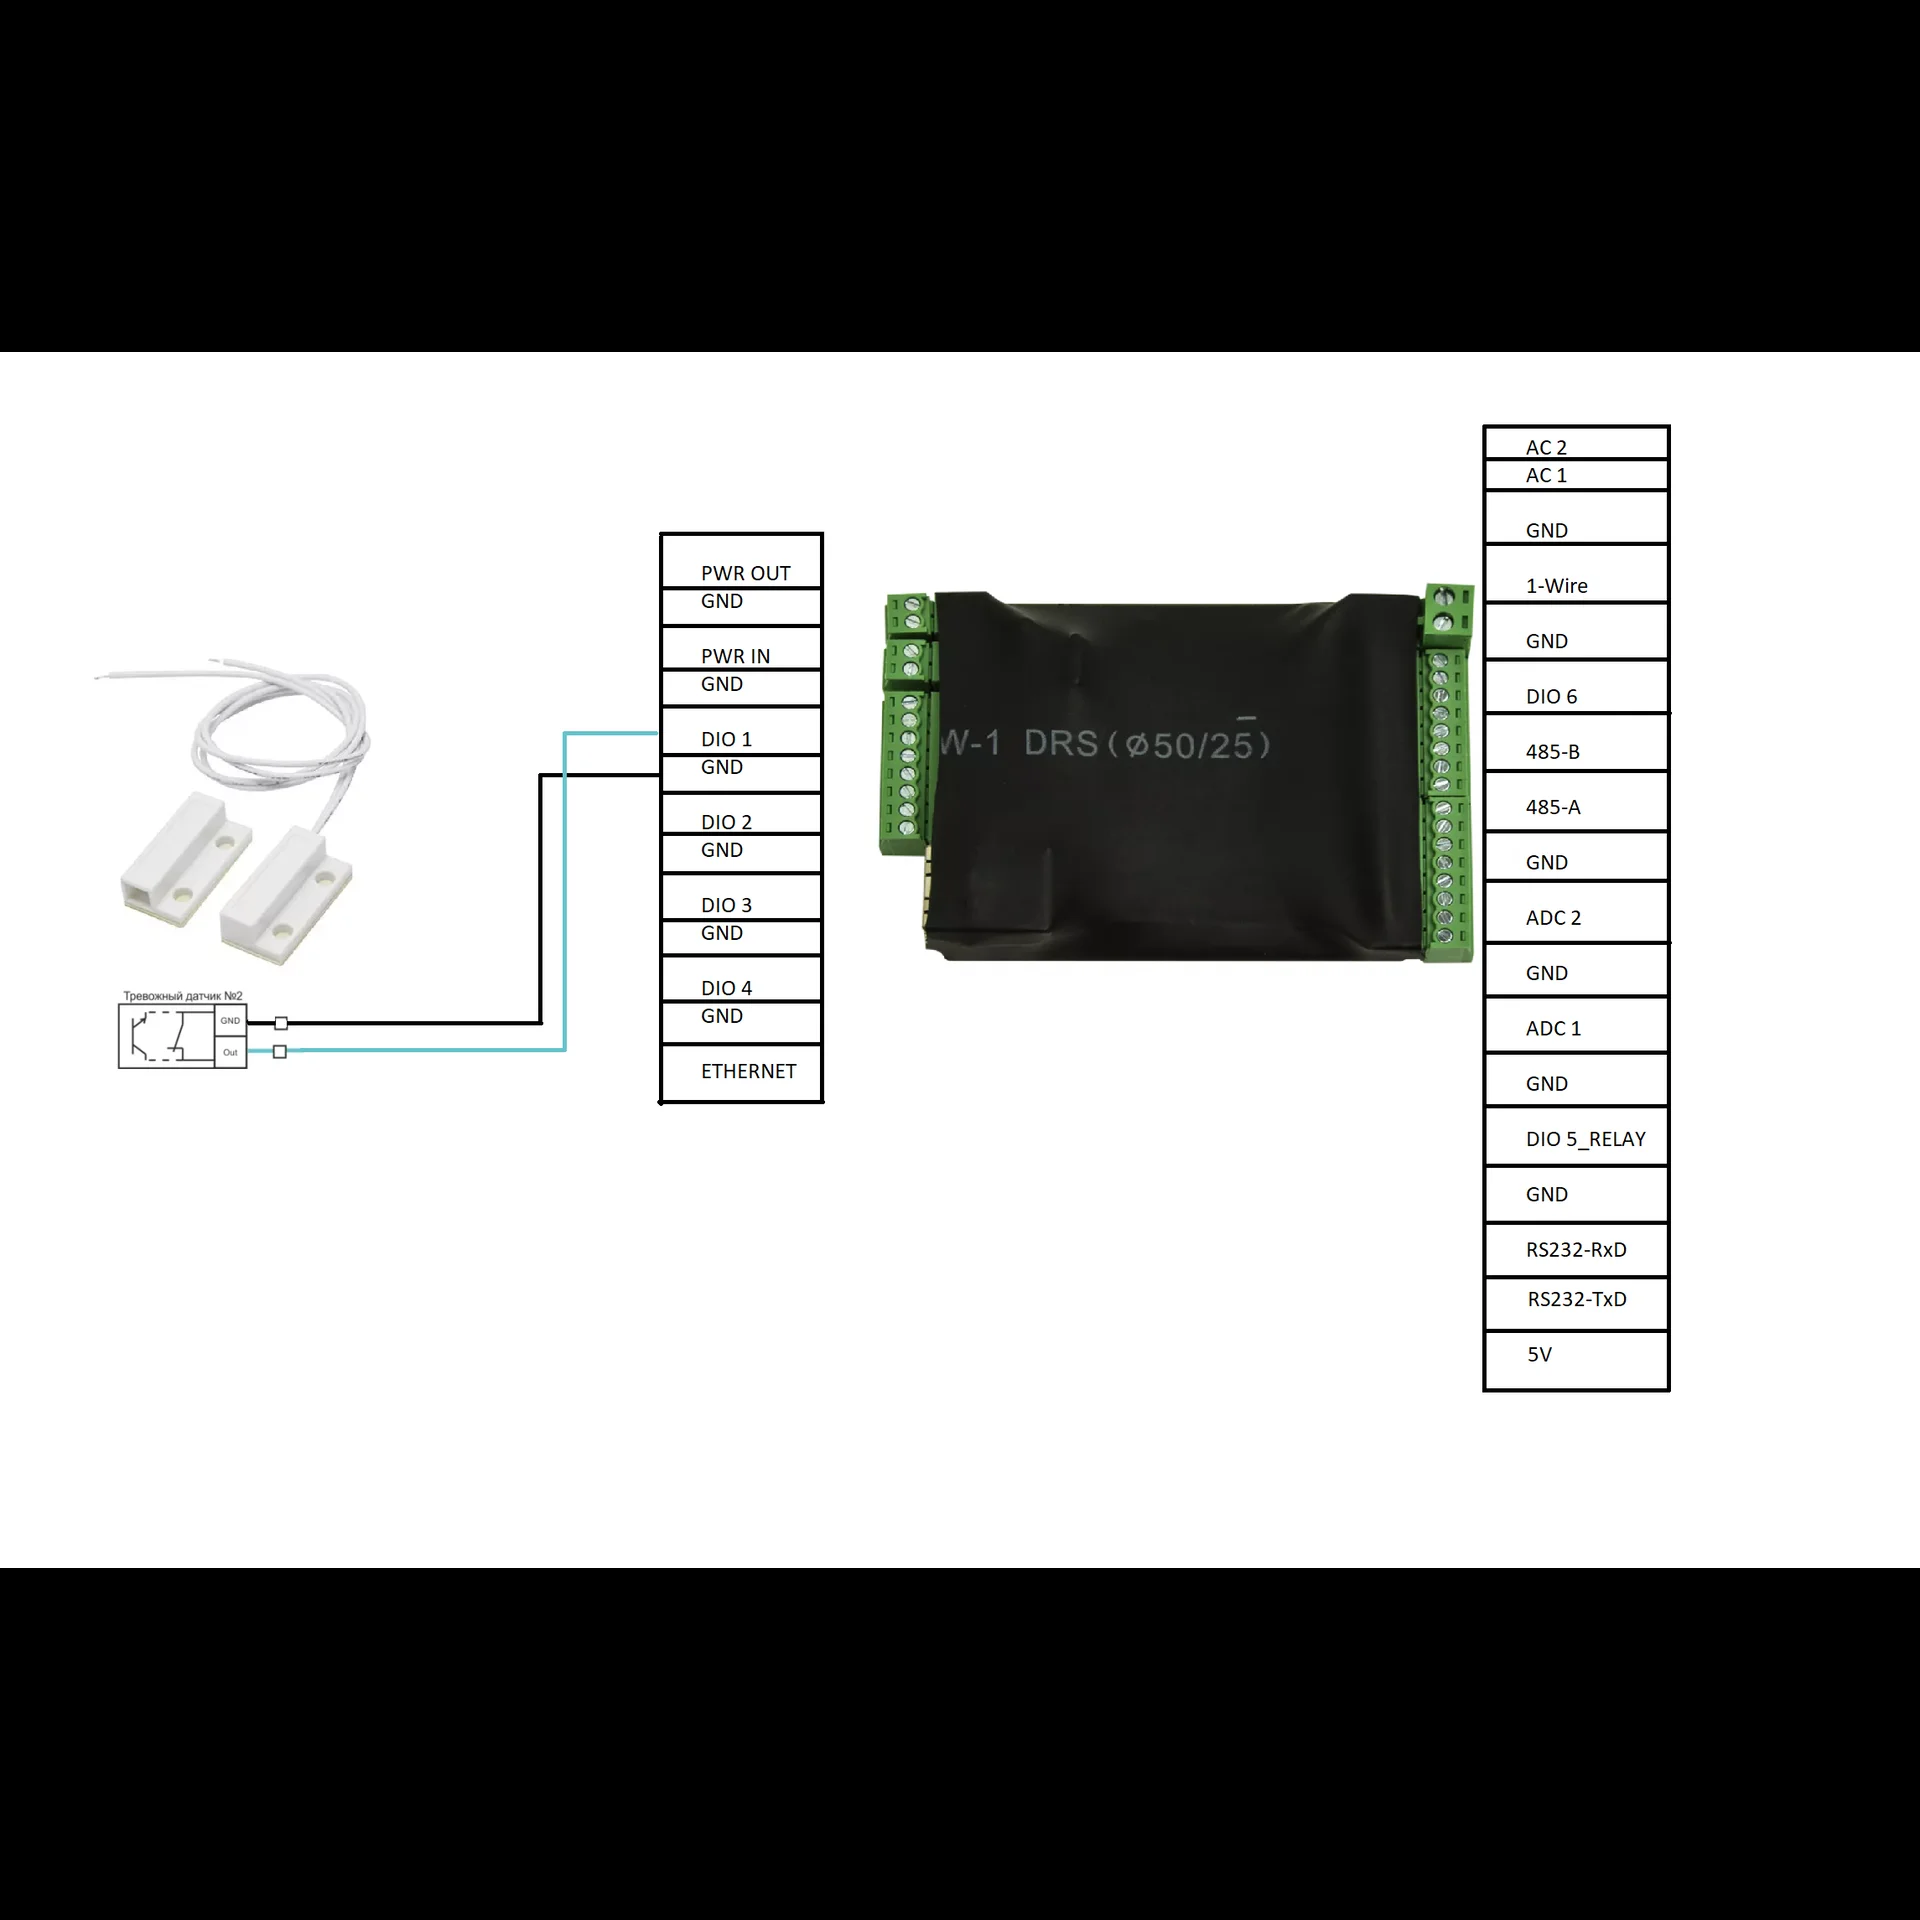 PWR OUT
GND
PWR IN
GND
DIO 1
GND
DIO 2
GND
DIO 3
GND
DIO 4
GND
ETHERNET
Тревожный датчик №2
GND
Out
W-1 DRS(φ50/25)
AC 2
AC 1
GND
1-Wire
GND
DIO 6
485-B
485-A
GND
ADC 2
GND
ADC 1
GND
DIO 5_RELAY
GND
RS232-RxD
RS232-TxD
5V